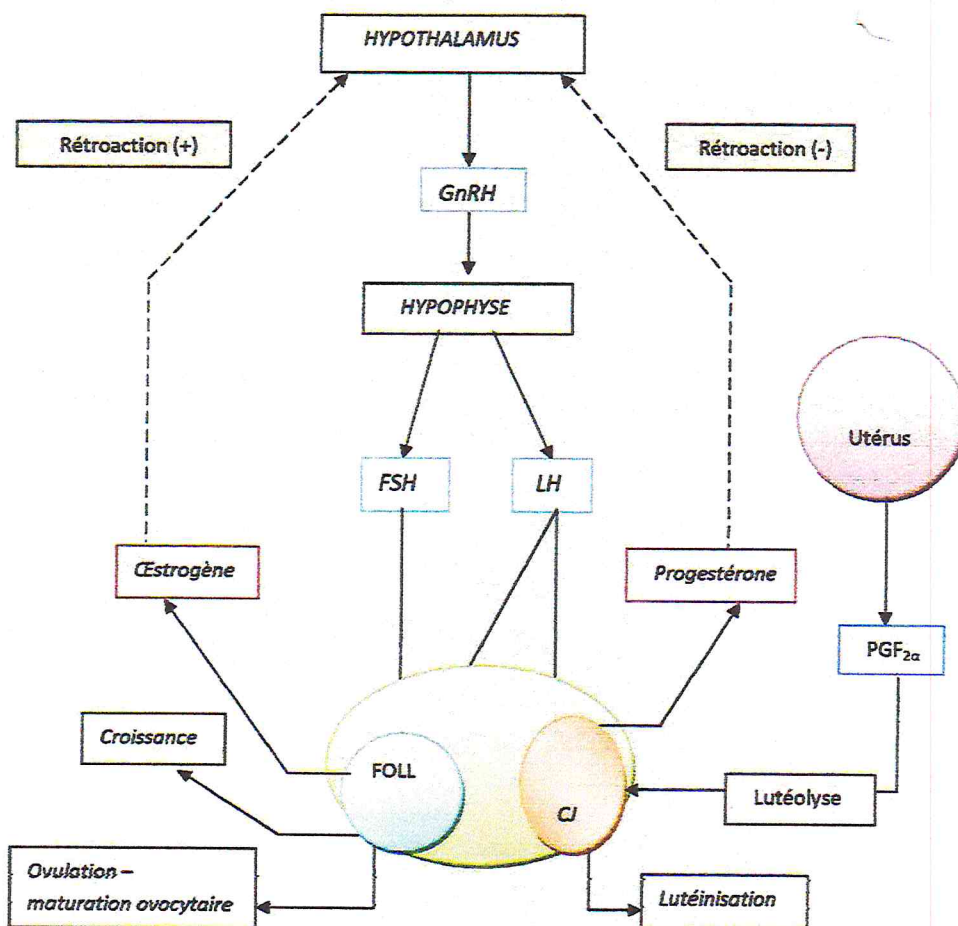 HYPOTHALAMUS
Rétroaction (+)
Rétroaction (-)
GnRH
HYPOPHYSE
Utérus
FSH
LH
Œstrogène
Progestérone
PGF2α
Croissance
FOLL
CJ
Lutéolyse
Ovulation –
maturation ovocytaire
Lutéinisation